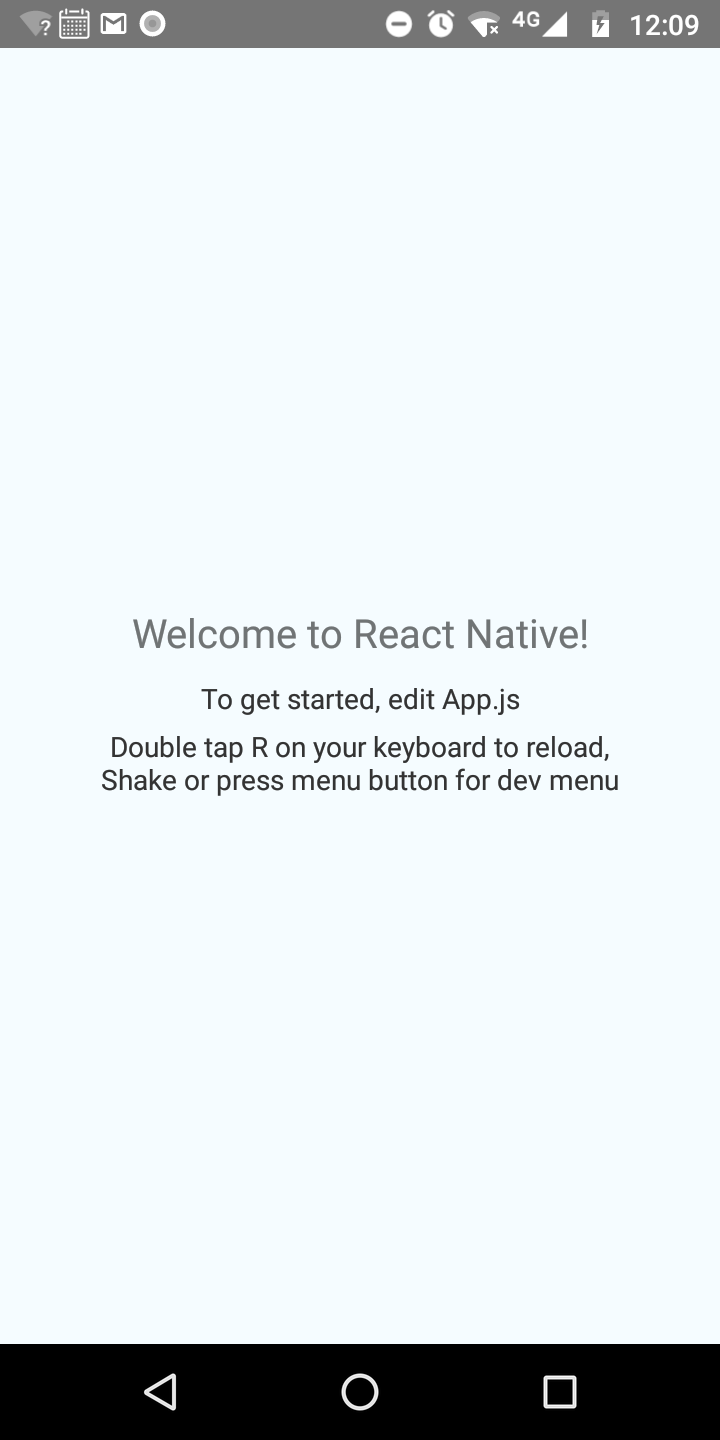 4G 12:09
Welcome to React Native!
To get started, edit App.js
Double tap R on your keyboard to reload,
Shake or press menu button for dev menu